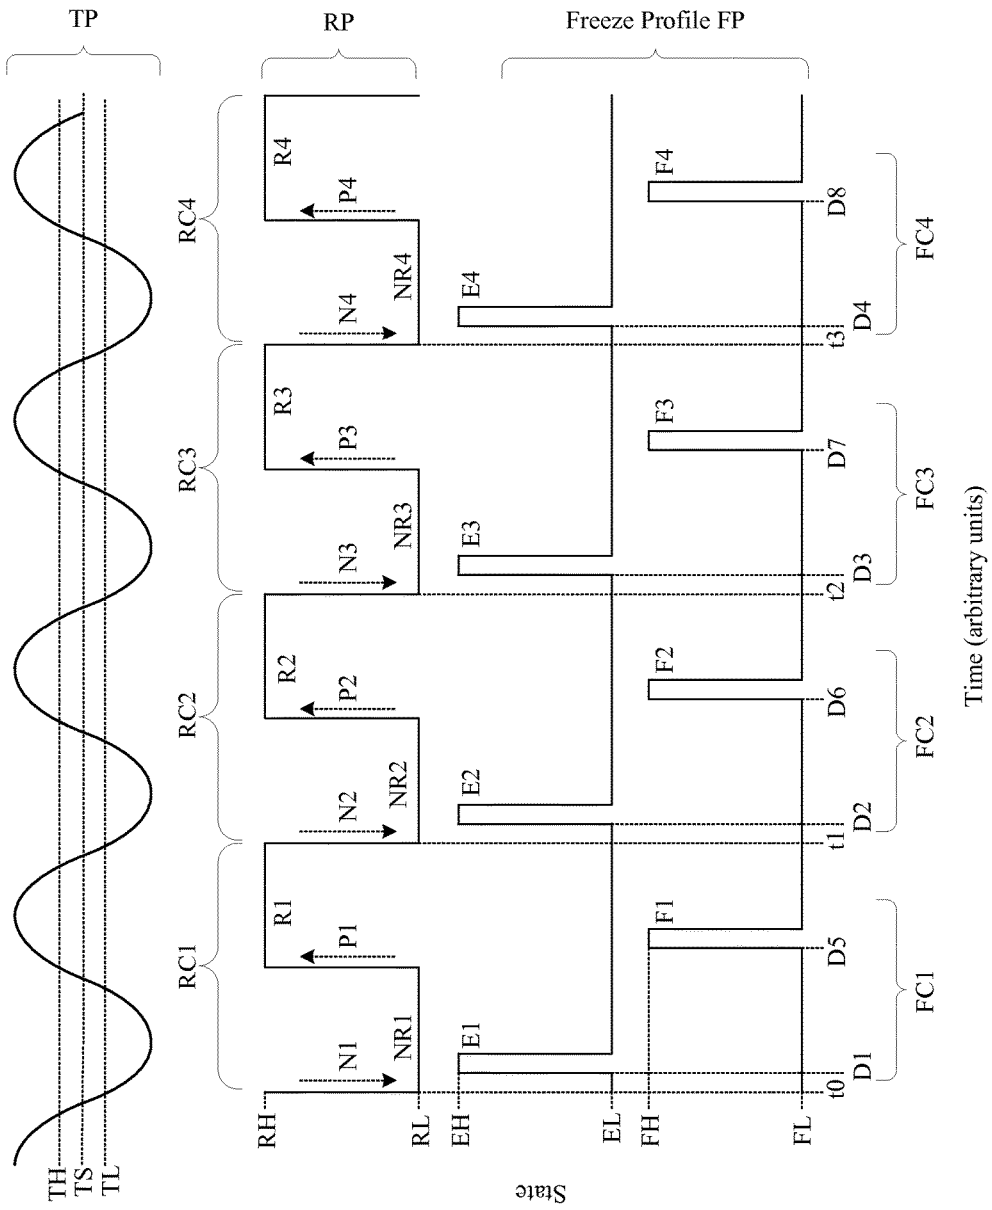 TP
RP
Freeze Profile FP
TH
TS
TL
RC1
RC2
RC3
RC4
RH
RL
N1
NR1
P1
R1
N2
NR2
P2
R2
N3
NR3
P3
R3
N4
NR4
P4
R4
EH
EL
E1
E2
E3
E4
FH
FL
F1
F2
F3
F4
t0
D1
D5
t1
D2
D6
t2
D3
D7
t3
D4
D8
FC1
FC2
FC3
FC4
State
Time (arbitrary units)